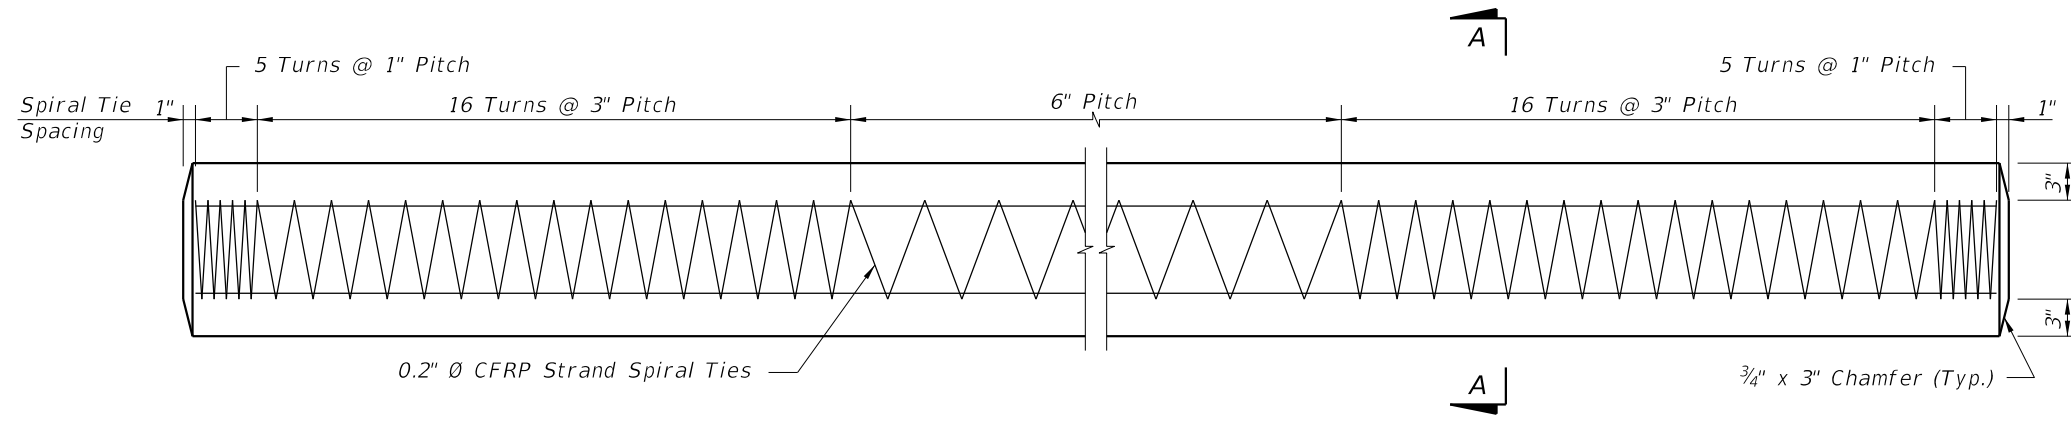 A
5 Turns @ 1" Pitch
5 Turns @ 1" Pitch
Spiral Tie
Spacing
1"
16 Turns @ 3" Pitch
6" Pitch
16 Turns @ 3" Pitch
1"
3"
3"
0.2" Ø CFRP Strand Spiral Ties
A
¾" x 3" Chamfer (Typ.)